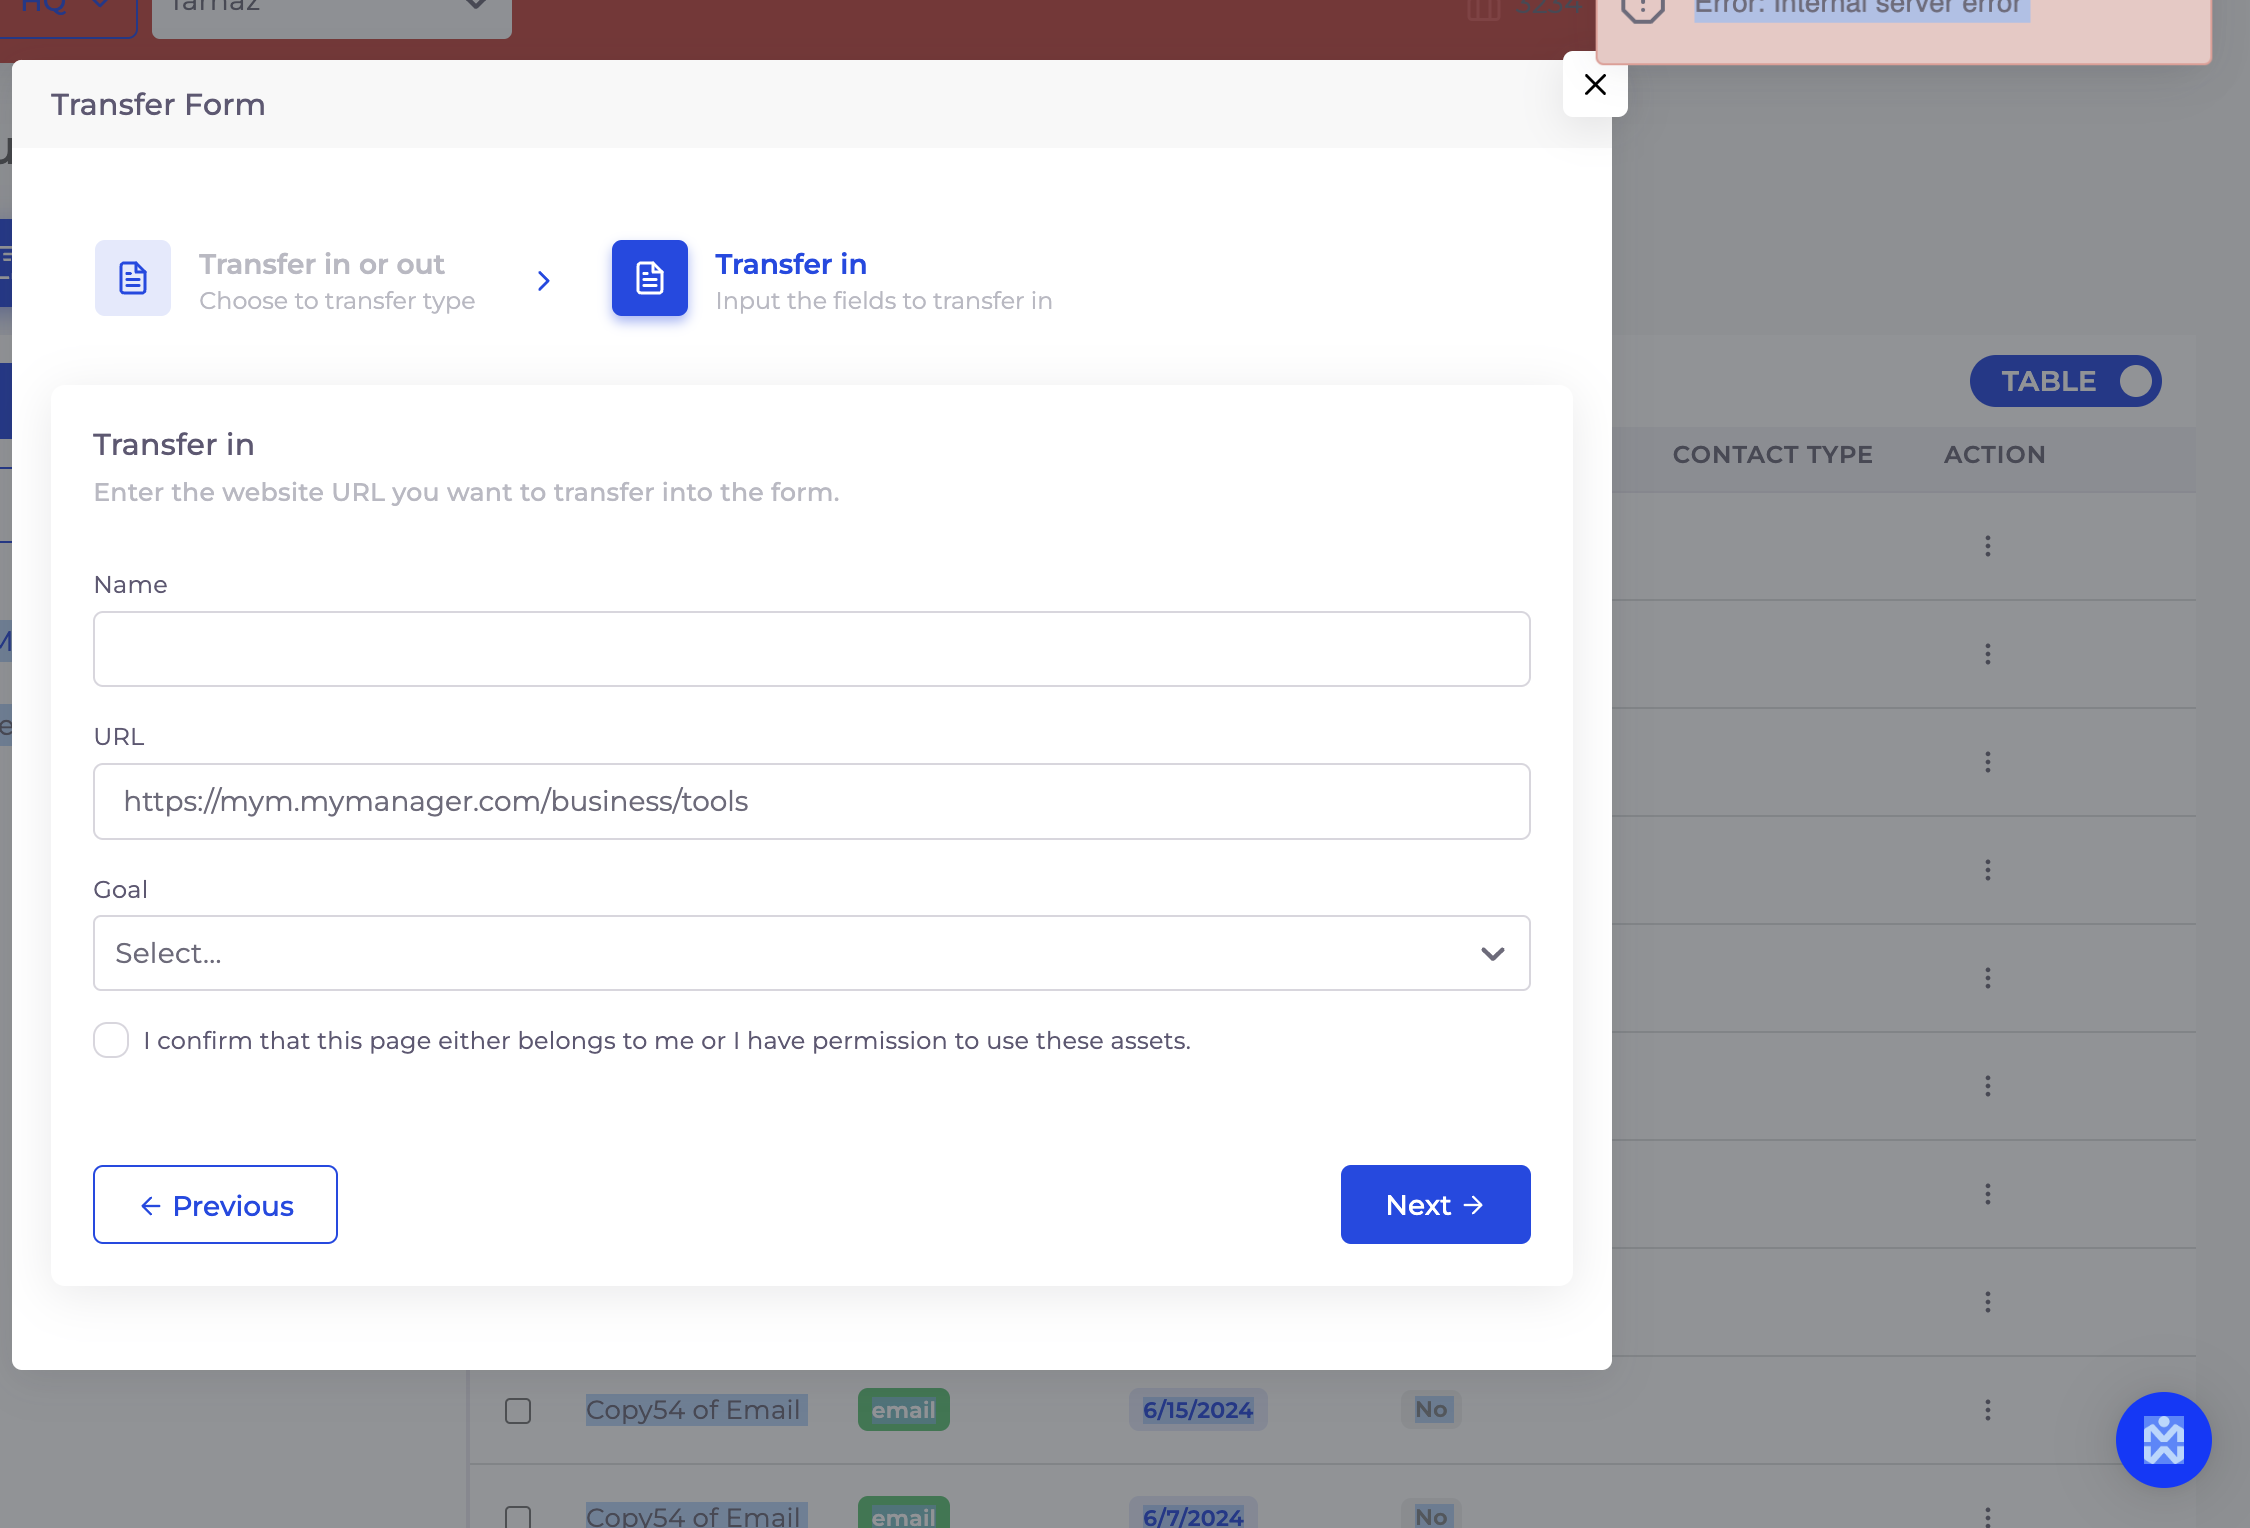 HQ
Tamaz
3234
Error: Internal server error
Transfer Form
Transfer in or out
Choose to transfer type
Transfer in
Input the fields to transfer in
TABLE
Transfer in
Enter the website URL you want to transfer into the form.
CONTACT TYPE
ACTION
Name
URL
https://mym.mymanager.com/business/tools
Goal
Select...
I confirm that this page either belongs to me or I have permission to use these assets.
Previous
Next
Copy54 of Email
email
6/15/2024
No
Copy54 of Email
email
6/7/2024
No